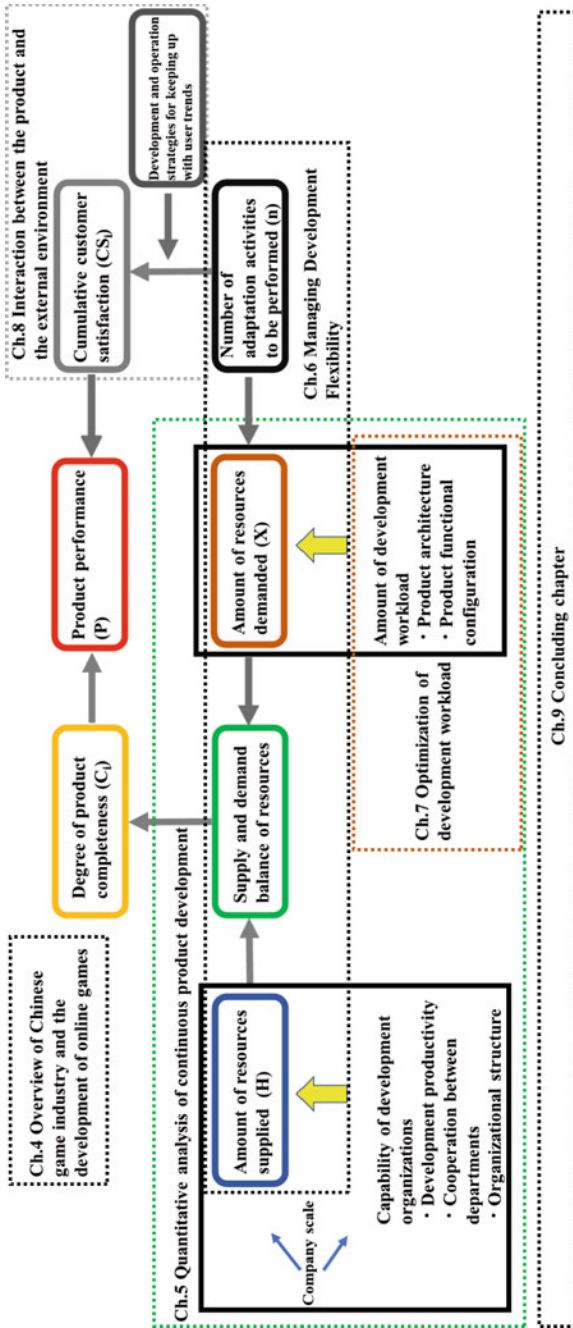 Ch.4 Overview of Chinese
game industry and the
development of online games
Degree of product
completeness (Ci)
Product performance
(P)
Ch.8 Interaction between the product and
the external environment
Cumulative customer
satisfaction (CSi)
Development and operation
strategies for keeping up
with user trends
Ch.5 Quantitative analysis of continuous product development
Amount of resources
supplied (H)
Supply and demand
balance of resources
Amount of resources
demanded (X)
Number of
adaptation activities
to be performed (n)
Ch.6 Managing Development
Flexibility
Company scale
Capability of development
organizations
・Development productivity
・Cooperation between
departments
・Organizational structure
Ch.7 Optimization of
development workload
Amount of development
workload
・Product architecture
・Product functional
configuration
Ch.9 Concluding chapter